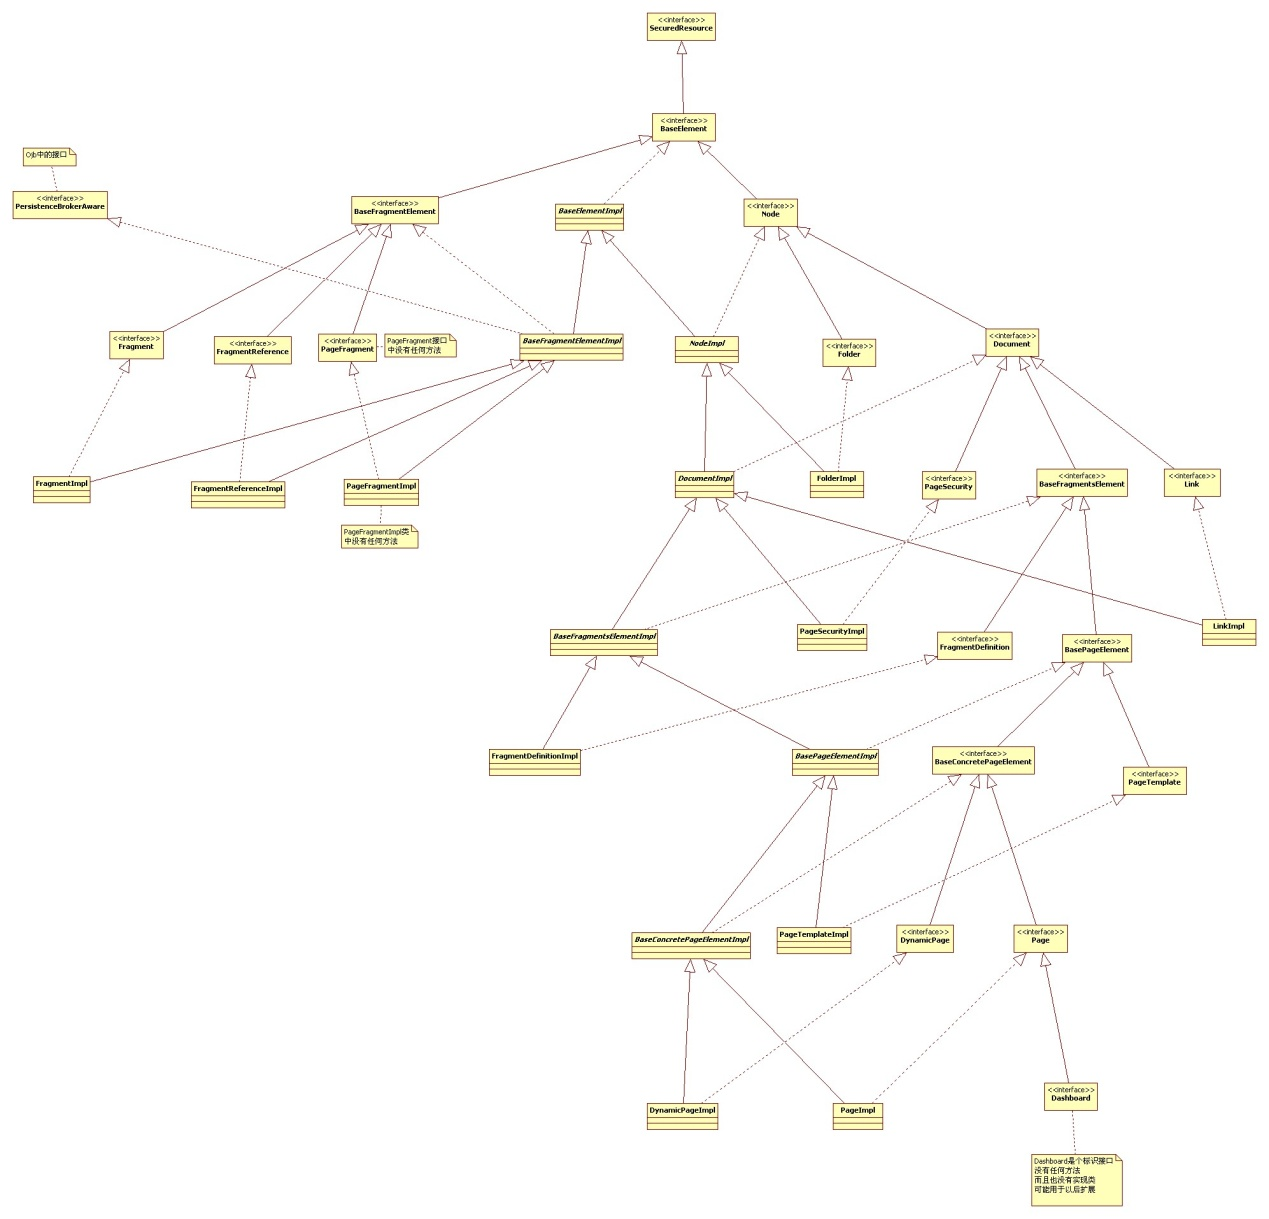 <<interface>>
SecuredResource
<<interface>>
BaseElement
Ojb中的接口
<<interface>>
PersistenceBrokerAware
<<interface>>
BaseFragmentElement
BaseElementImpl
<<interface>>
Node
<<interface>>
Fragment
<<interface>>
FragmentReference
<<interface>>
PageFragment
PageFragment接口
中没有任何方法
BaseFragmentElementImpl
NodeImpl
<<interface>>
Folder
<<interface>>
Document
FragmentImpl
FragmentReferenceImpl
PageFragmentImpl
DocumentImpl
FolderImpl
<<interface>>
PageSecurity
<<interface>>
BaseFragmentsElement
<<interface>>
Link
PageFragmentImpl类
中没有任何方法
BaseFragmentsElementImpl
PageSecurityImpl
<<interface>>
FragmentDefinition
<<interface>>
BasePageElement
LinkImpl
FragmentDefinitionImpl
BasePageElementImpl
<<interface>>
BaseConcretePageElement
<<interface>>
PageTemplate
BaseConcretePageElementImpl
PageTemplateImpl
<<interface>>
DynamicPage
<<interface>>
Page
DynamicPageImpl
PageImpl
<<interface>>
Dashboard
Dashboard是个标识接口
没有任何方法
而且也没有实现类
可能用于以后扩展